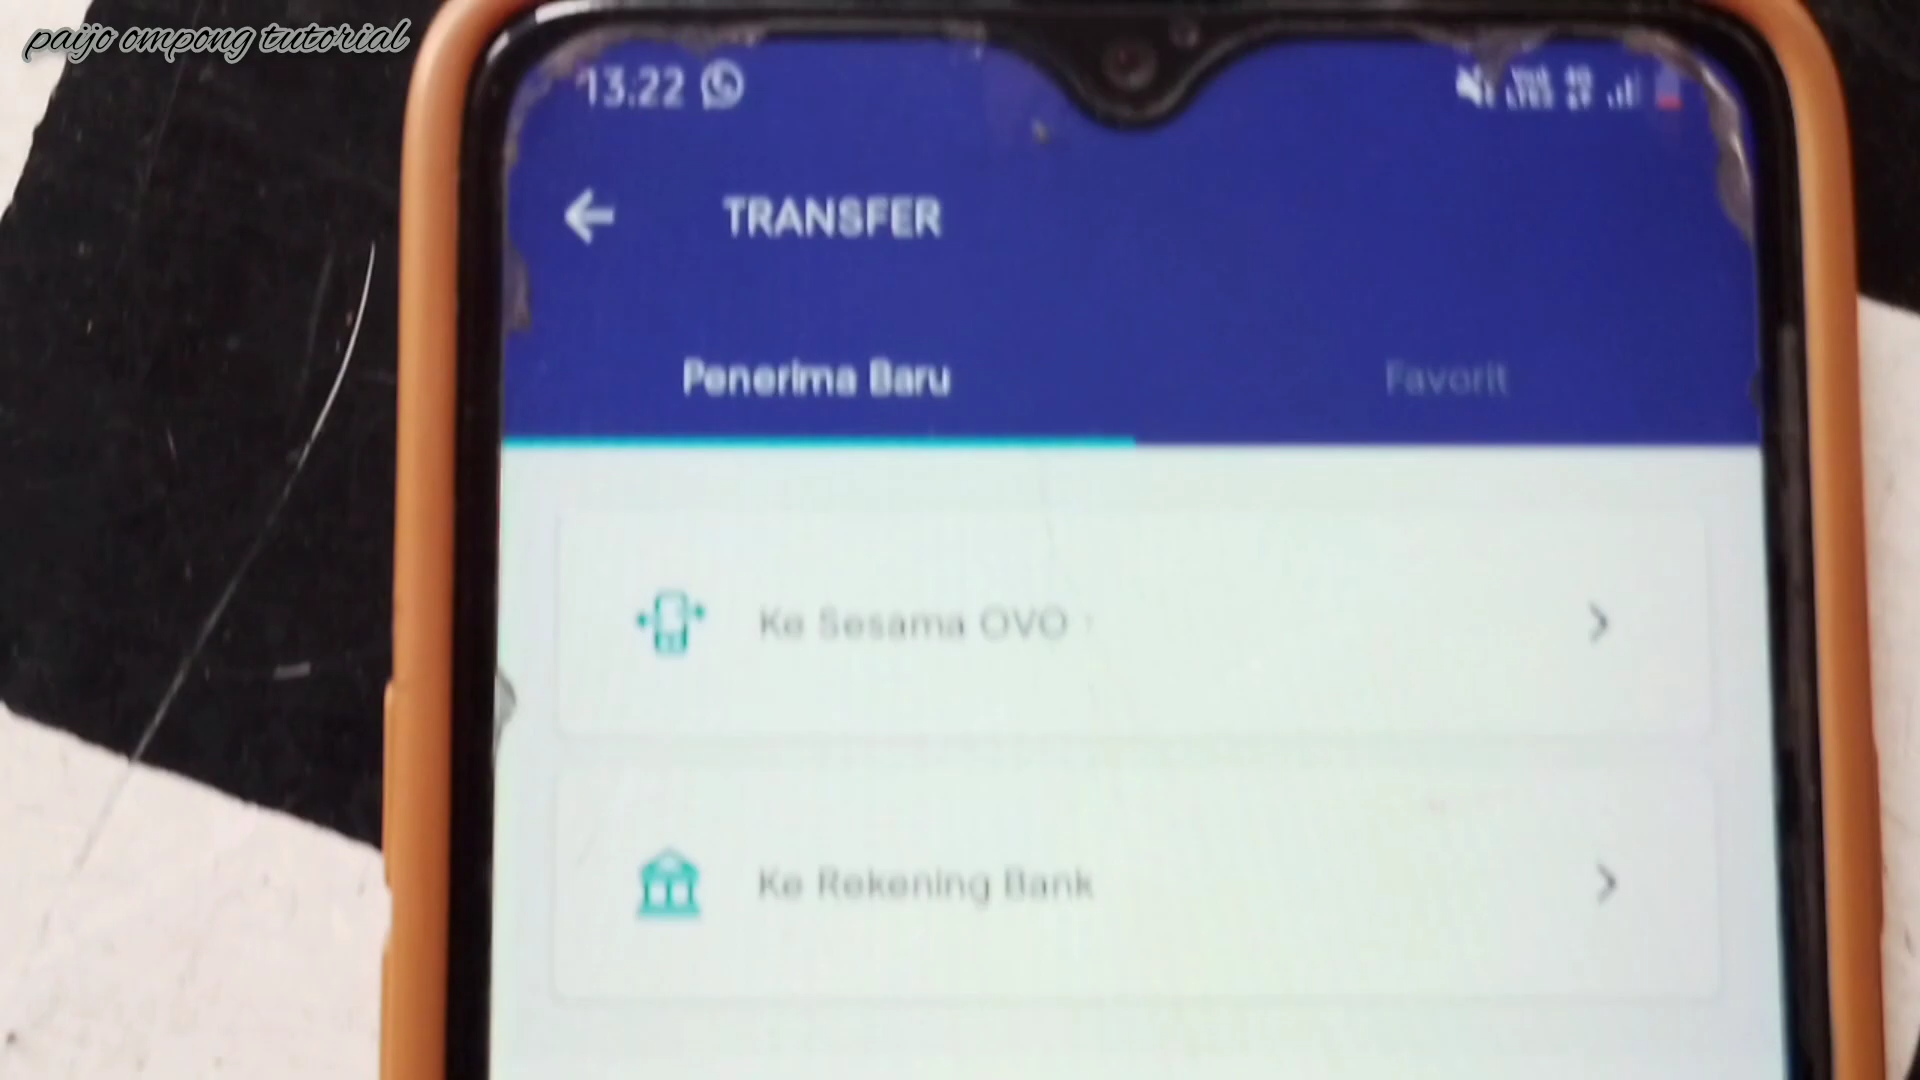 paijo ompong tutorial
13.22
TRANSFER
Penerima Baru
Favorit
Ke Sesama OVO
Ke Rekening Bank